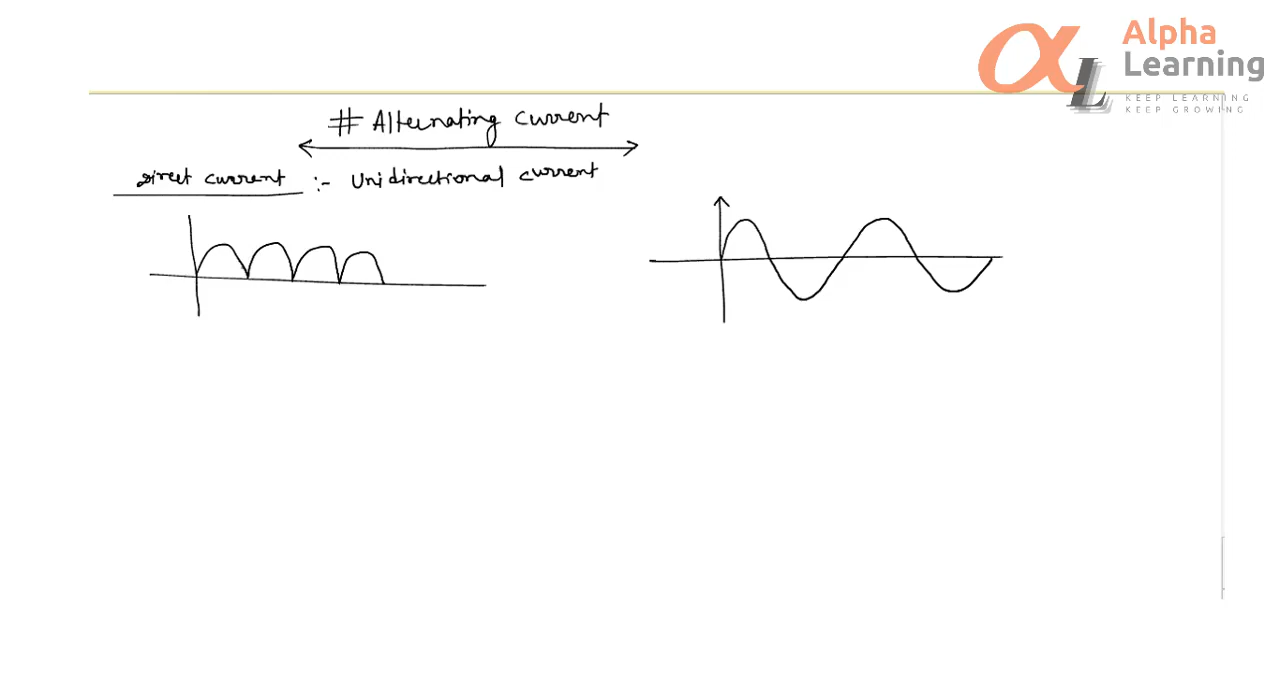 Alpha
Learning
KEEP LEARNING
KEEP GROWING
# Alternating current
Direct current :- Unidirectional current